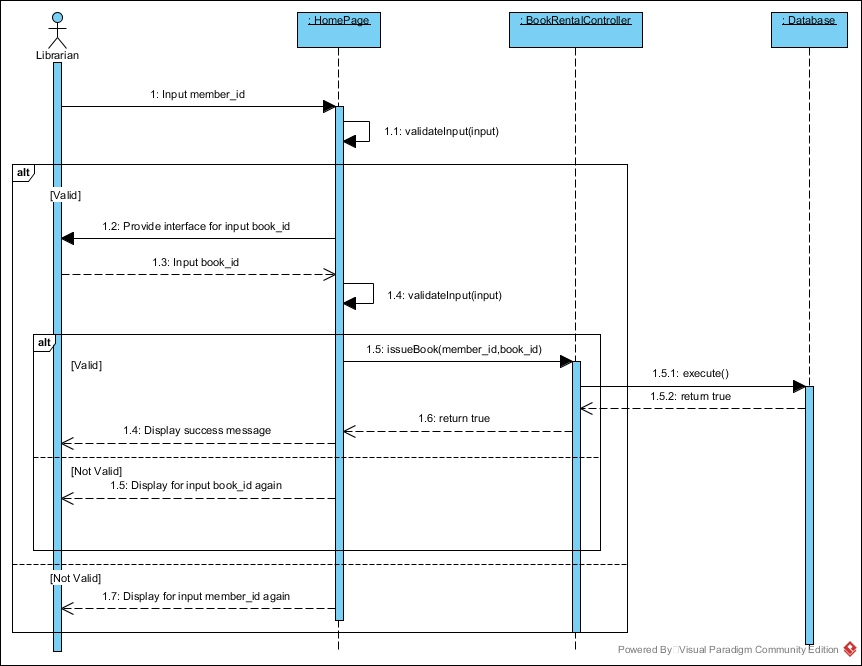 : HomePage
: BookRentalController
: Database
Librarian
1: Input member_id
1.1: validateInput(input)
alt
[Valid]
1.2: Provide interface for input book_id
1.3: Input book_id
1.4: validateInput(input)
alt
1.5: issueBook(member_id,book_id)
[Valid]
1.5.1: execute()
1.5.2: return true
1.6: return true
1.4: Display success message
[Not Valid]
1.5: Display for input book_id again
[Not Valid]
1.7: Display for input member_id again
Powered By Visual Paradigm Community Edition